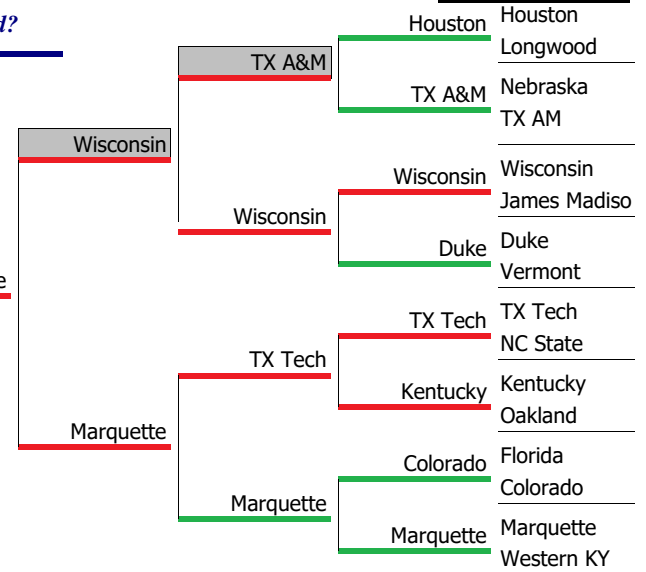 d?
Houston
Houston
Longwood
TX A&M
TX A&M
Nebraska
TX AM
Wisconsin
Wisconsin
Wisconsin
James Madiso
Wisconsin
Duke
Duke
Vermont
e
TX Tech
TX Tech
NC State
TX Tech
Kentucky
Kentucky
Oakland
Marquette
Colorado
Florida
Colorado
Marquette
Marquette
Marquette
Western KY